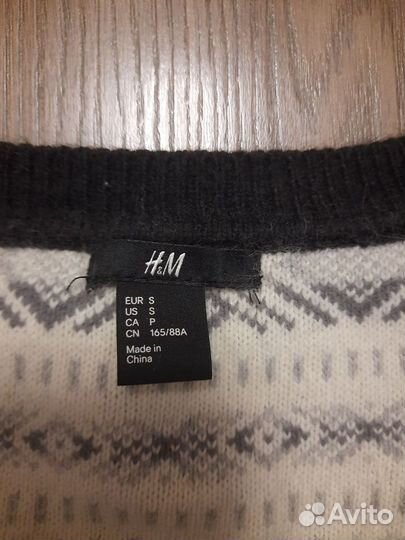 H&M
EUR S
US S
CA P
CN 165/88A
Made in
China
Avito